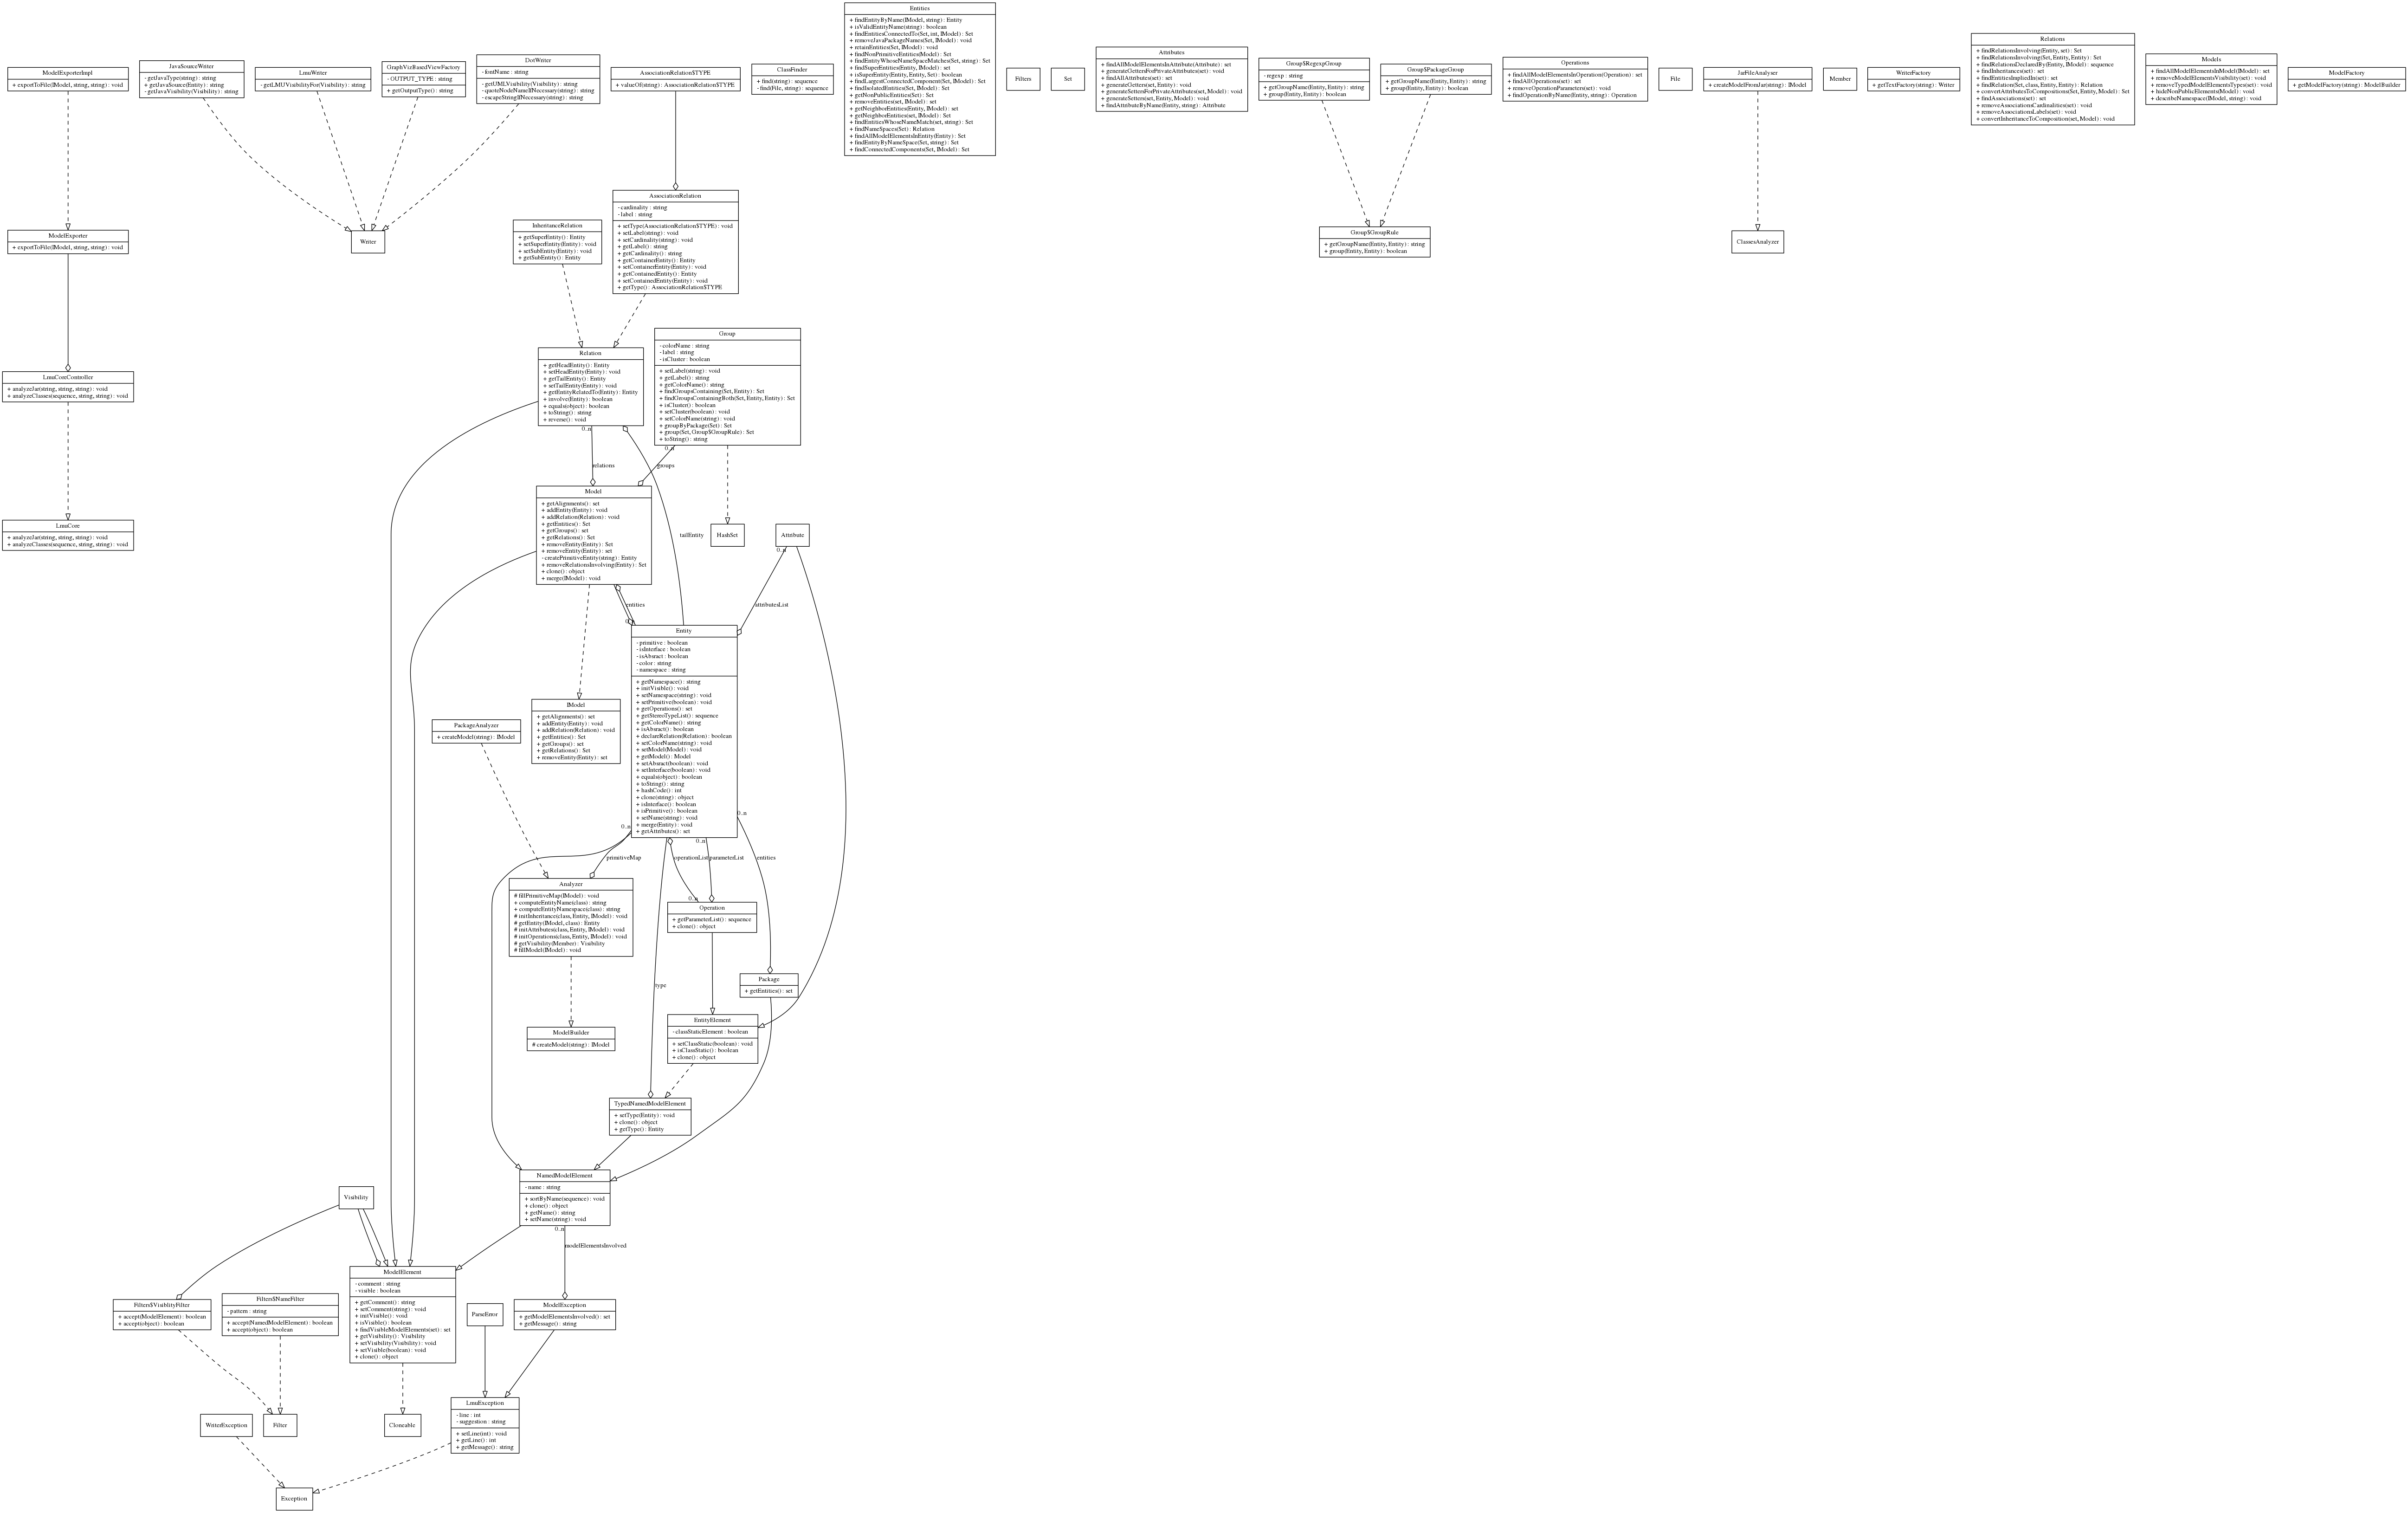 ModelExporterImpl
+ exportToFile(IModel, string, string) : void
JavaSourceWriter
- getJavaType(string) : string
+ getJavaSource(Entity) : string
- getJavaVisibility(Visibility) : string
LmuWriter
- getLMUVisibilityFor(Visibility) : string
GraphVizBasedViewFactory
- OUTPUT_TYPE : string
+ getOutputType() : string
DotWriter
- fontName : string
- getUMLVisibility(Visibility) : string
- quoteNodeNameIfNecessary(string) : string
- escapeStringIfNecessary(string) : string
AssociationRelation$TYPE
+ valueOf(string) : AssociationRelation$TYPE
ClassFinder
+ find(string) : sequence
- find(File, string) : sequence
Entities
+ findEntityByName(IModel, string) : Entity
+ isValidEntityName(string) : boolean
+ findEntitiesConnectedTo(Set, int, IModel) : Set
+ removeJavaPackageNames(Set, IModel) : void
+ retainEntities(Set, IModel) : void
+ findNonPrimitiveEntities(IModel) : Set
+ findEntityWhoseNameSpaceMatches(Set, string) : Set
+ findSuperEntities(Entity, IModel) : set
+ isSuperEntity(Entity, Entity, Set) : boolean
+ findLargestConnectedComponent(Set, IModel) : Set
+ findIsolatedEntities(Set, IModel) : Set
+ getNonPublicEntities(Set) : Set
+ removeEntities(Set, IModel) : set
+ getNeighborEntities(Entity, IModel) : set
+ getNeighborEntities(set, IModel) : Set
+ findEntitiesWhoseNameMatch(set, string) : Set
+ findNameSpaces(Set) : Relation
+ findAllModelElementsInEntity(Entity) : Set
+ findEntityByNameSpace(Set, string) : Set
+ findConnectedComponents(Set, IModel) : Set
Filters
Set
Attributes
+ findAllModelElementsInAttribute(Attribute) : set
+ generateGettersForPrivateAttributes(set) : void
+ findAllAttributes(set) : set
+ generateGetters(set, Entity) : void
+ generateSettersForPrivateAttributes(set, Model) : void
+ generateSetters(set, Entity, Model) : void
+ findAttributeByName(Entity, string) : Attribute
Group$RegexpGroup
- regexp : string
+ getGroupName(Entity, Entity) : string
+ group(Entity, Entity) : boolean
Group$PackageGroup
+ getGroupName(Entity, Entity) : string
+ group(Entity, Entity) : boolean
Operations
+ findAllModelElementsInOperation(Operation) : set
+ findAllOperations(set) : set
+ removeOperationParameters(set) : void
+ findOperationByName(Entity, string) : Operation
File
JarFileAnalyser
+ createModelFromJar(string) : IModel
Member
WriterFactory
+ getTextFactory(string) : Writer
Relations
+ findRelationsInvolving(Entity, set) : Set
+ findRelationsInvolving(Set, Entity, Entity) : Set
+ findRelationsDeclaredBy(Entity, IModel) : sequence
+ findInheritances(set) : set
+ findEntitiesImpliedIn(set) : set
+ findRelation(Set, class, Entity, Entity) : Relation
+ convertAttributesToCompositions(Set, Entity, Model) : Set
+ findAssociations(set) : set
+ removeAssociationCardinalities(set) : void
+ removeAssociationsLabels(set) : void
+ convertInheritanceToComposition(set, Model) : void
Models
+ findAllModelElementsInModel(IModel) : set
+ removeModelElementsVisibility(set) : void
+ removeTypedModelElementTypes(set) : void
+ hideNonPublicElements(Model) : void
+ describeNamespace(IModel, string) : void
ModelFactory
+ getModelFactory(string) : ModelBuilder
ModelExporter
+ exportToFile(IModel, string, string) : void
Writer
InheritanceRelation
+ getSuperEntity() : Entity
+ setSuperEntity(Entity) : void
+ setSubEntity(Entity) : void
+ getSubEntity() : Entity
AssociationRelation
- cardinality : string
- label : string
+ setType(AssociationRelation$TYPE) : void
+ setLabel(string) : void
+ setCardinality(string) : void
+ getLabel() : string
+ getCardinality() : string
+ getContainerEntity() : Entity
+ setContainerEntity(Entity) : void
+ getContainedEntity() : Entity
+ setContainedEntity(Entity) : void
+ getType() : AssociationRelation$TYPE
Group$GroupRule
+ getGroupName(Entity, Entity) : string
+ group(Entity, Entity) : boolean
ClassesAnalyzer
LmuCoreController
+ analyzeJar(string, string, string) : void
+ analyzeClasses(sequence, string, string) : void
Relation
+ getHeadEntity() : Entity
+ setHeadEntity(Entity) : void
+ getTailEntity() : Entity
+ setTailEntity(Entity) : void
+ getEntityRelatedTo(Entity) : Entity
+ involve(Entity) : boolean
+ equals(object) : boolean
+ toString() : string
+ reverse() : void
Group
- colorName : string
- label : string
- isCluster : boolean
+ setLabel(string) : void
+ getLabel() : string
+ getColorName() : string
+ findGroupsContaining(Set, Entity) : Set
+ findGroupsContainingBoth(Set, Entity, Entity) : Set
+ isCluster() : boolean
+ setCluster(boolean) : void
+ setColorName(string) : void
+ groupByPackage(Set) : Set
+ group(Set, Group$GroupRule) : Set
+ toString() : string
0..n
0..n
relations
groups
LmuCore
+ analyzeJar(string, string, string) : void
+ analyzeClasses(sequence, string, string) : void
Model
+ getAlignments() : set
+ addEntity(Entity) : void
+ addRelation(Relation) : void
+ getEntities() : Set
+ getGroups() : set
+ getRelations() : Set
+ removeEntity(Entity) : Set
+ removeEntity(Entity) : set
- createPrimitiveEntity(string) : Entity
+ removeRelationsInvolving(Entity) : Set
+ clone() : object
+ merge(IModel) : void
tailEntity
HashSet
Attribute
0..n
entities
attributesList
Entity
- primitive : boolean
- isInterface : boolean
- isAbsract : boolean
- color : string
- namespace : string
+ getNamespace() : string
+ initVisible() : void
+ setNamespace(string) : void
+ setPrimitive(boolean) : void
+ getOperations() : set
+ getStereoTypeList() : sequence
+ getColorName() : string
+ isAbsract() : boolean
+ declareRelation(Relation) : boolean
+ setColorName(string) : void
+ setModel(Model) : void
+ getModel() : Model
+ setAbsract(boolean) : void
+ setInterface(boolean) : void
+ equals(object) : boolean
+ toString() : string
+ hashCode() : int
+ clone(string) : object
+ isInterface() : boolean
+ isPrimitive() : boolean
+ setName(string) : void
+ merge(Entity) : void
+ getAttributes() : set
IModel
+ getAlignments() : set
+ addEntity(Entity) : void
+ addRelation(Relation) : void
+ getEntities() : Set
+ getGroups() : set
+ getRelations() : Set
+ removeEntity(Entity) : set
PackageAnalyzer
+ createModel(string) : IModel
0..n
0..n
0..n
primitiveMap
operationList
parameterList
entities
Analyzer
# fillPrimitiveMap(IModel) : void
+ computeEntityName(class) : string
+ computeEntityNamespace(class) : string
# initInheritance(class, Entity, IModel) : void
# getEntity(IModel, class) : Entity
# initAttributes(class, Entity, IModel) : void
# initOperations(class, Entity, IModel) : void
# getVisibility(Member) : Visibility
# fillModel(IModel) : void
0..n
Operation
+ getParameterList() : sequence
+ clone() : object
Package
+ getEntities() : set
type
ModelBuilder
# createModel(string) : IModel
EntityElement
- classStaticElement : boolean
+ setClassStatic(boolean) : void
+ isClassStatic() : boolean
+ clone() : object
TypedNamedModelElement
+ setType(Entity) : void
+ clone() : object
+ getType() : Entity
NamedModelElement
- name : string
+ sortByName(sequence) : void
+ clone() : object
+ getName() : string
+ setName(string) : void
Visibility
0..n
modelElementsInvolved
Filters$VisiblityFilter
+ accept(ModelElement) : boolean
+ accept(object) : boolean
Filters$NameFilter
- pattern : string
+ accept(NamedModelElement) : boolean
+ accept(object) : boolean
ModelElement
- comment : string
- visible : boolean
+ getComment() : string
+ setComment(string) : void
+ initVisible() : void
+ isVisible() : boolean
+ findVisibleModelElements(set) : set
+ getVisibility() : Visibility
+ setVisibility(Visibility) : void
+ setVisible(boolean) : void
+ clone() : object
ParseError
ModelException
+ getModelElementsInvolved() : set
+ getMessage() : string
WriterException
Filter
Cloneable
LmuException
- line : int
- suggestion : string
+ setLine(int) : void
+ getLine() : int
+ getMessage() : string
Exception